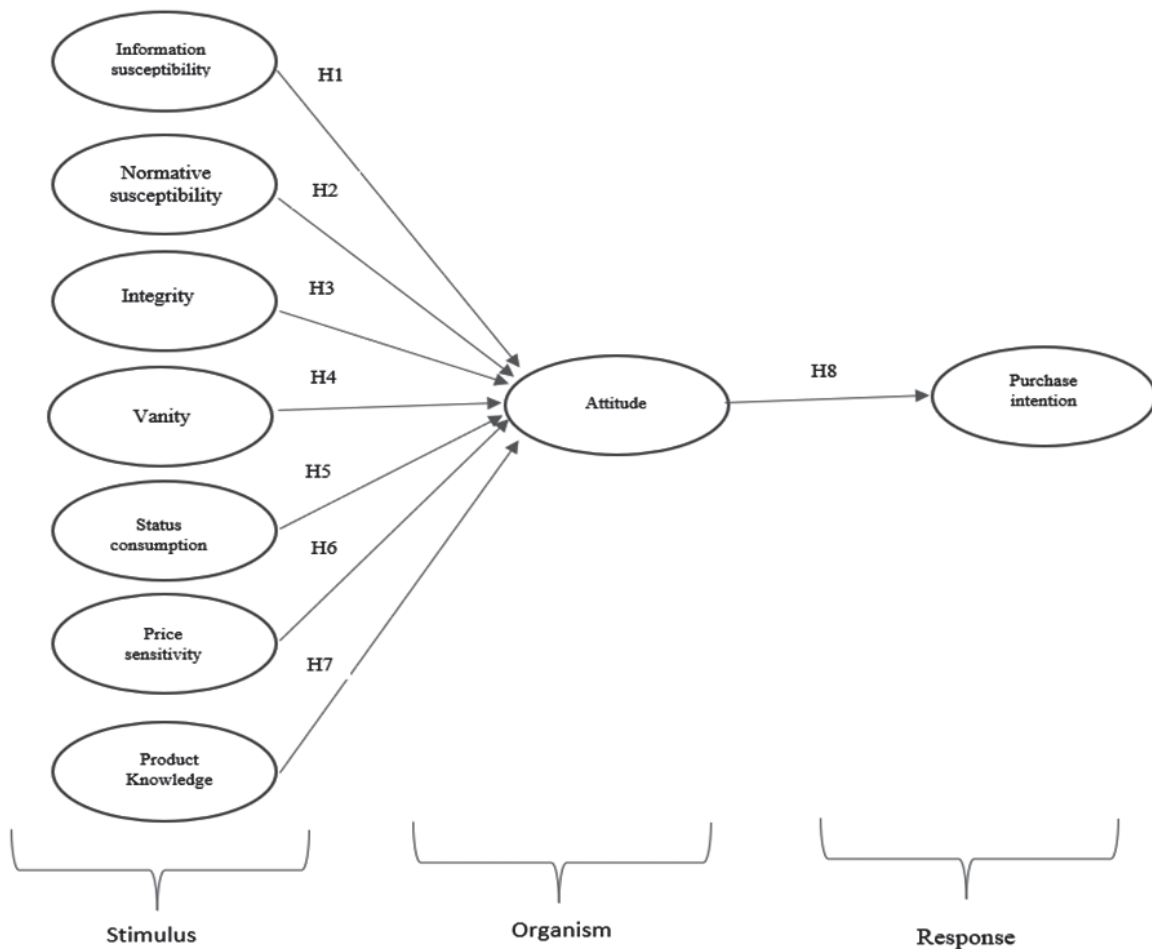 Information
susceptibility
H1
Normative
susceptibility
H2
Integrity
H3
Vanity
H4
Status
consumption
H5
Price
sensitivity
H6
Product
Knowledge
H7
Attitude
H8
Purchase
intention
Stimulus
Organism
Response